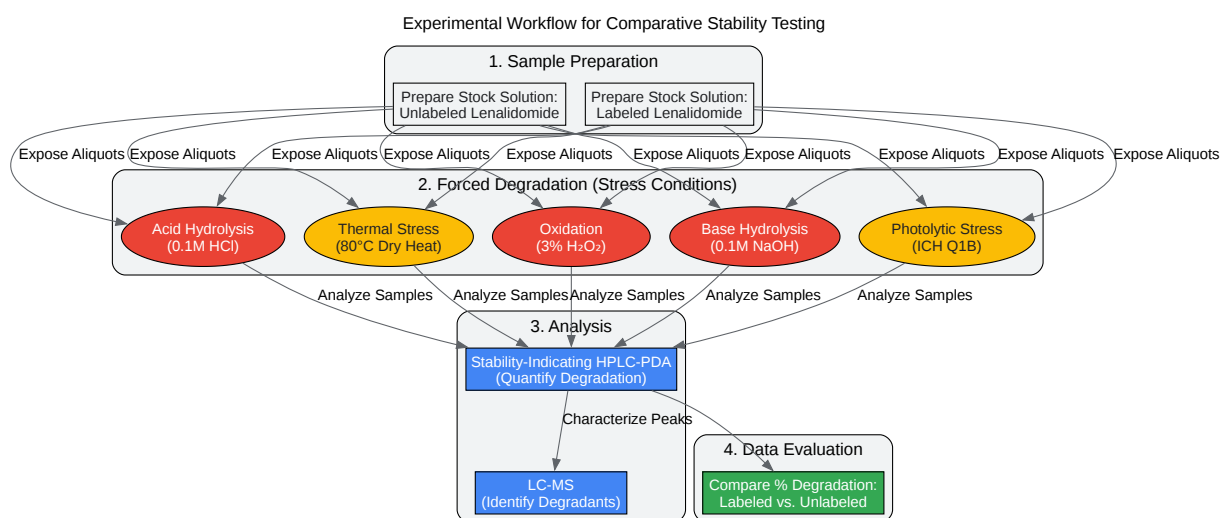 Experimental Workflow for Comparative Stability Testing
1. Sample Preparation
Prepare Stock Solution:
Unlabeled Lenalidomide
Prepare Stock Solution:
Labeled Lenalidomide
Expose Aliquots
Expose Aliquots
Expose Aliquots
Expose Aliquots
Expose Aliquots
Expose Aliquots
Expose Aliquots
Expose Aliquots
Expose Aliquots
Expose Aliquots
2. Forced Degradation (Stress Conditions)
Acid Hydrolysis
(0.1M HCl)
Thermal Stress
(80°C Dry Heat)
Oxidation
(3% H₂O₂)
Base Hydrolysis
(0.1M NaOH)
Photolytic Stress
(ICH Q1B)
Analyze Samples
Analyze Samples
Analyze Samples
Analyze Samples
Analyze Samples
3. Analysis
Stability-Indicating HPLC-PDA
(Quantify Degradation)
Characterize Peaks
4. Data Evaluation
LC-MS
(Identify Degradants)
Compare % Degradation:
Labeled vs. Unlabeled